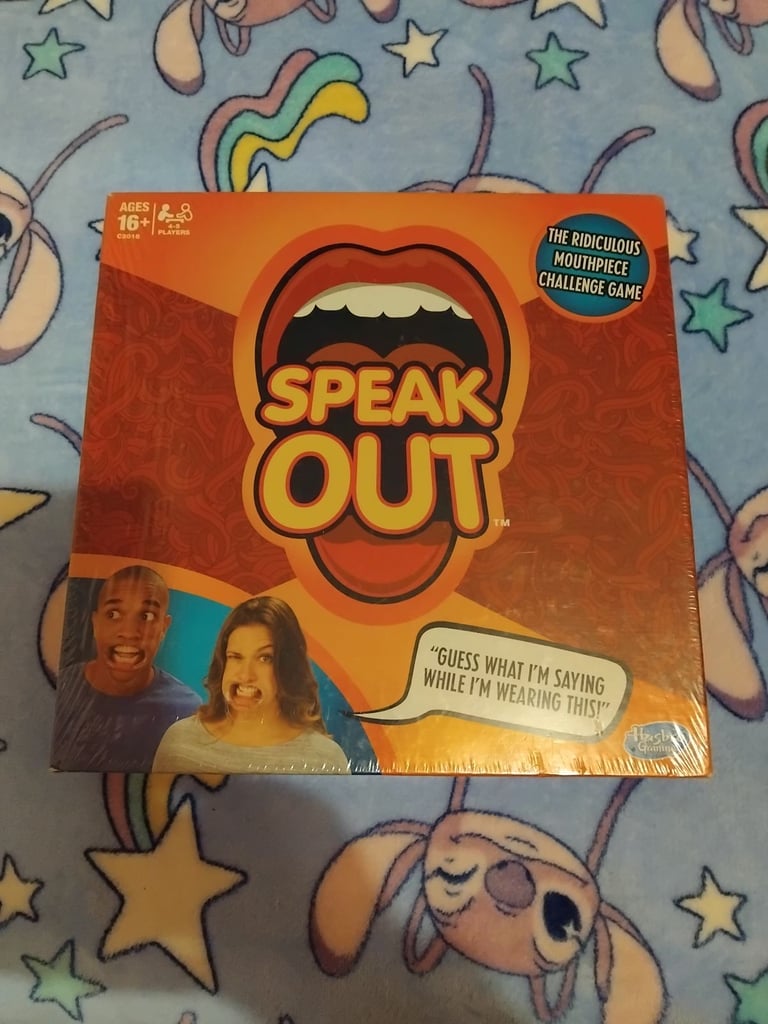 AGES
16+
C2018
4-5
PLAYERS
THE RIDICULOUS
MOUTHPIECE
CHALLENGE GAME
SPEAK
OUT
TM
"GUESS WHAT I'M SAYING
WHILE I'M WEARING THIS!"
Hasbro
Gaming